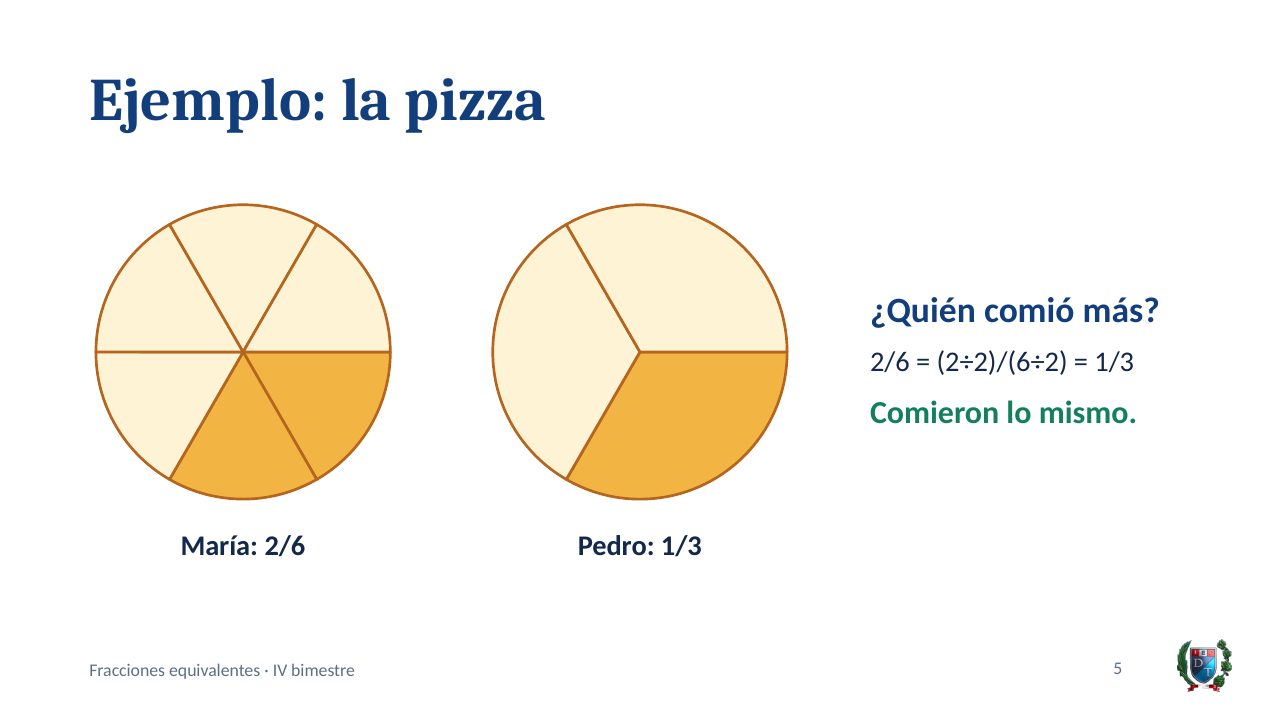 Ejemplo: la pizza
¿Quién comió más?
2/6 = (2÷2)/(6÷2) = 1/3
Comieron lo mismo.
María: 2/6
Pedro: 1/3
Fracciones equivalentes · IV bimestre
5
I E S
D T